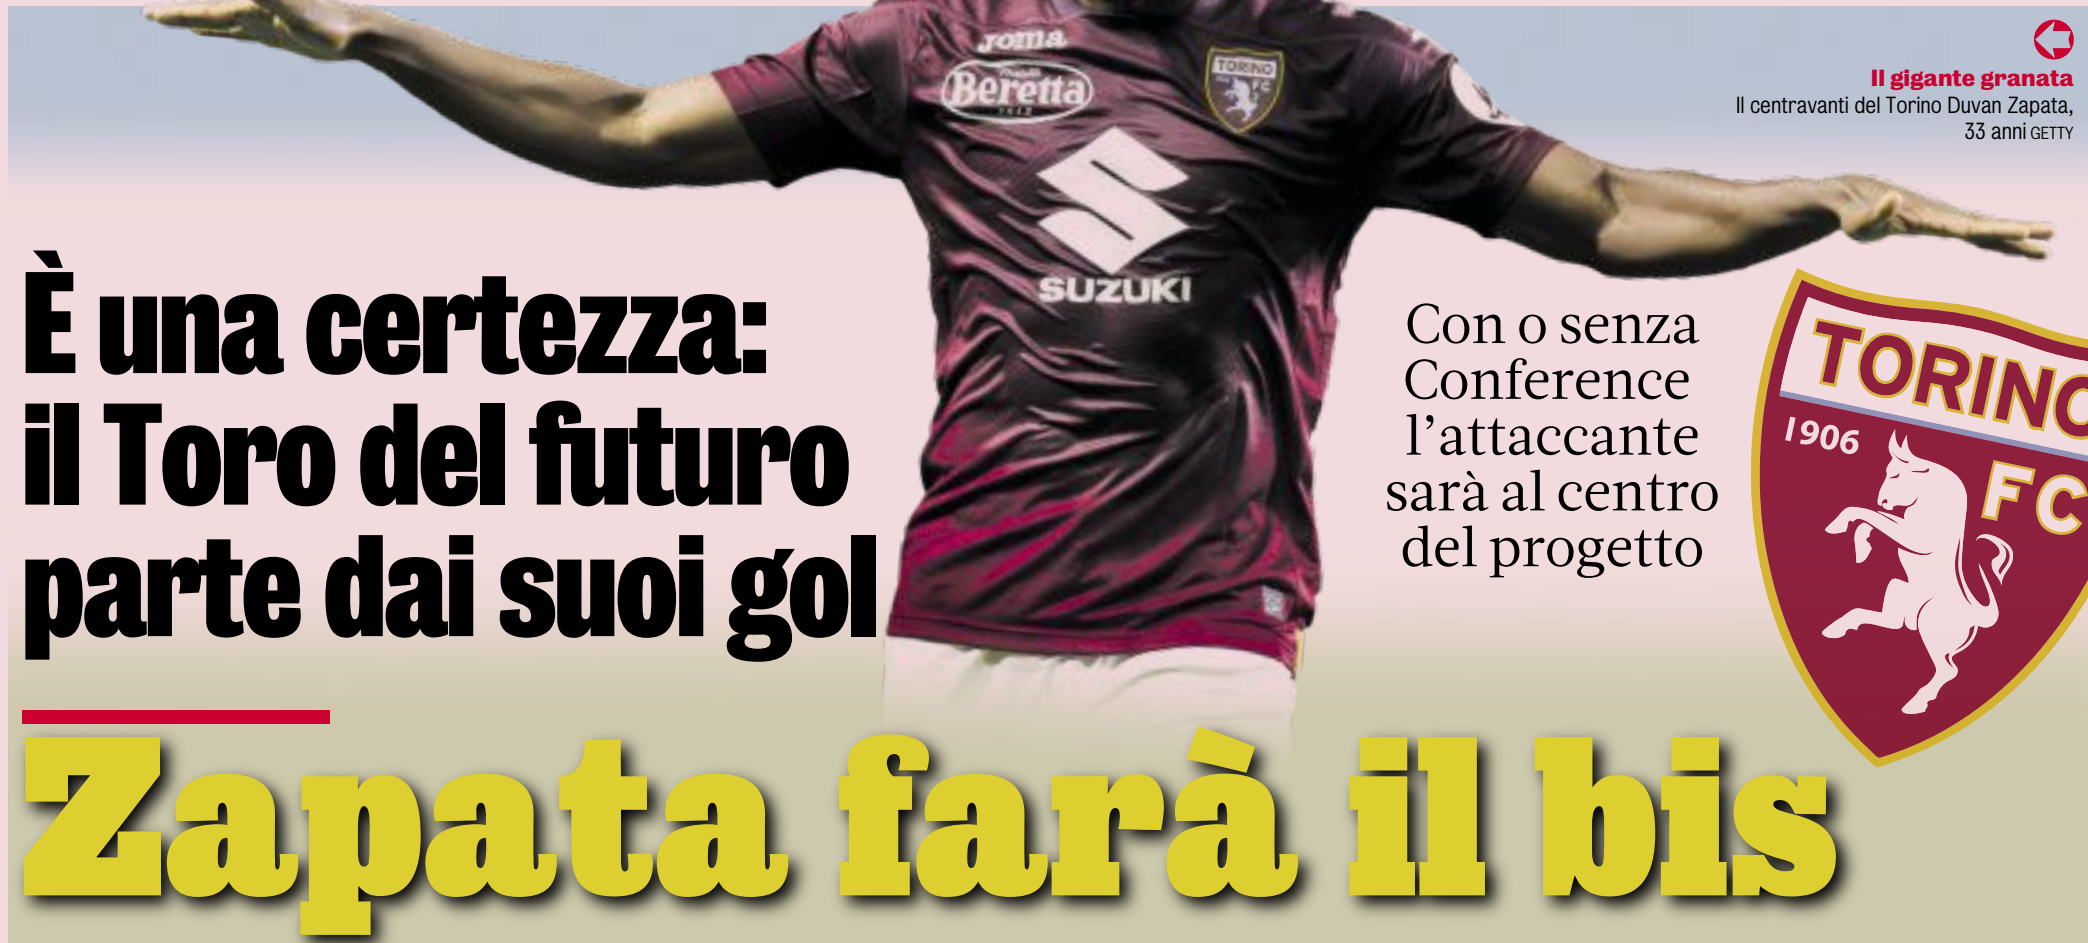 Joma
Beretta
TORINO
FC
SUZUKI
Il gigante granata
Il centravanti del Torino Duvan Zapata,
33 anni GETTY
È una certezza:
il Toro del futuro
parte dai suoi gol
Con o senza
Conference
l’attaccante
sarà al centro
del progetto
TORINO
1906
FC
Zapata farà il bis